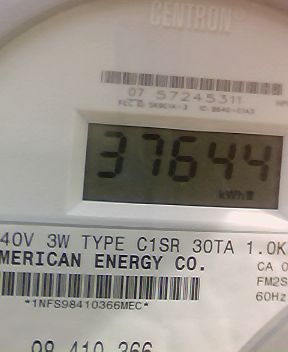 CENTRON®
07 57245311
37644
kWh
40V 3W TYPE C1SR 30TA 1.0K
MERICAN ENERGY CO.
CA 0
FM2S
60Hz
*1NFS98410366MEC*
98 410 366